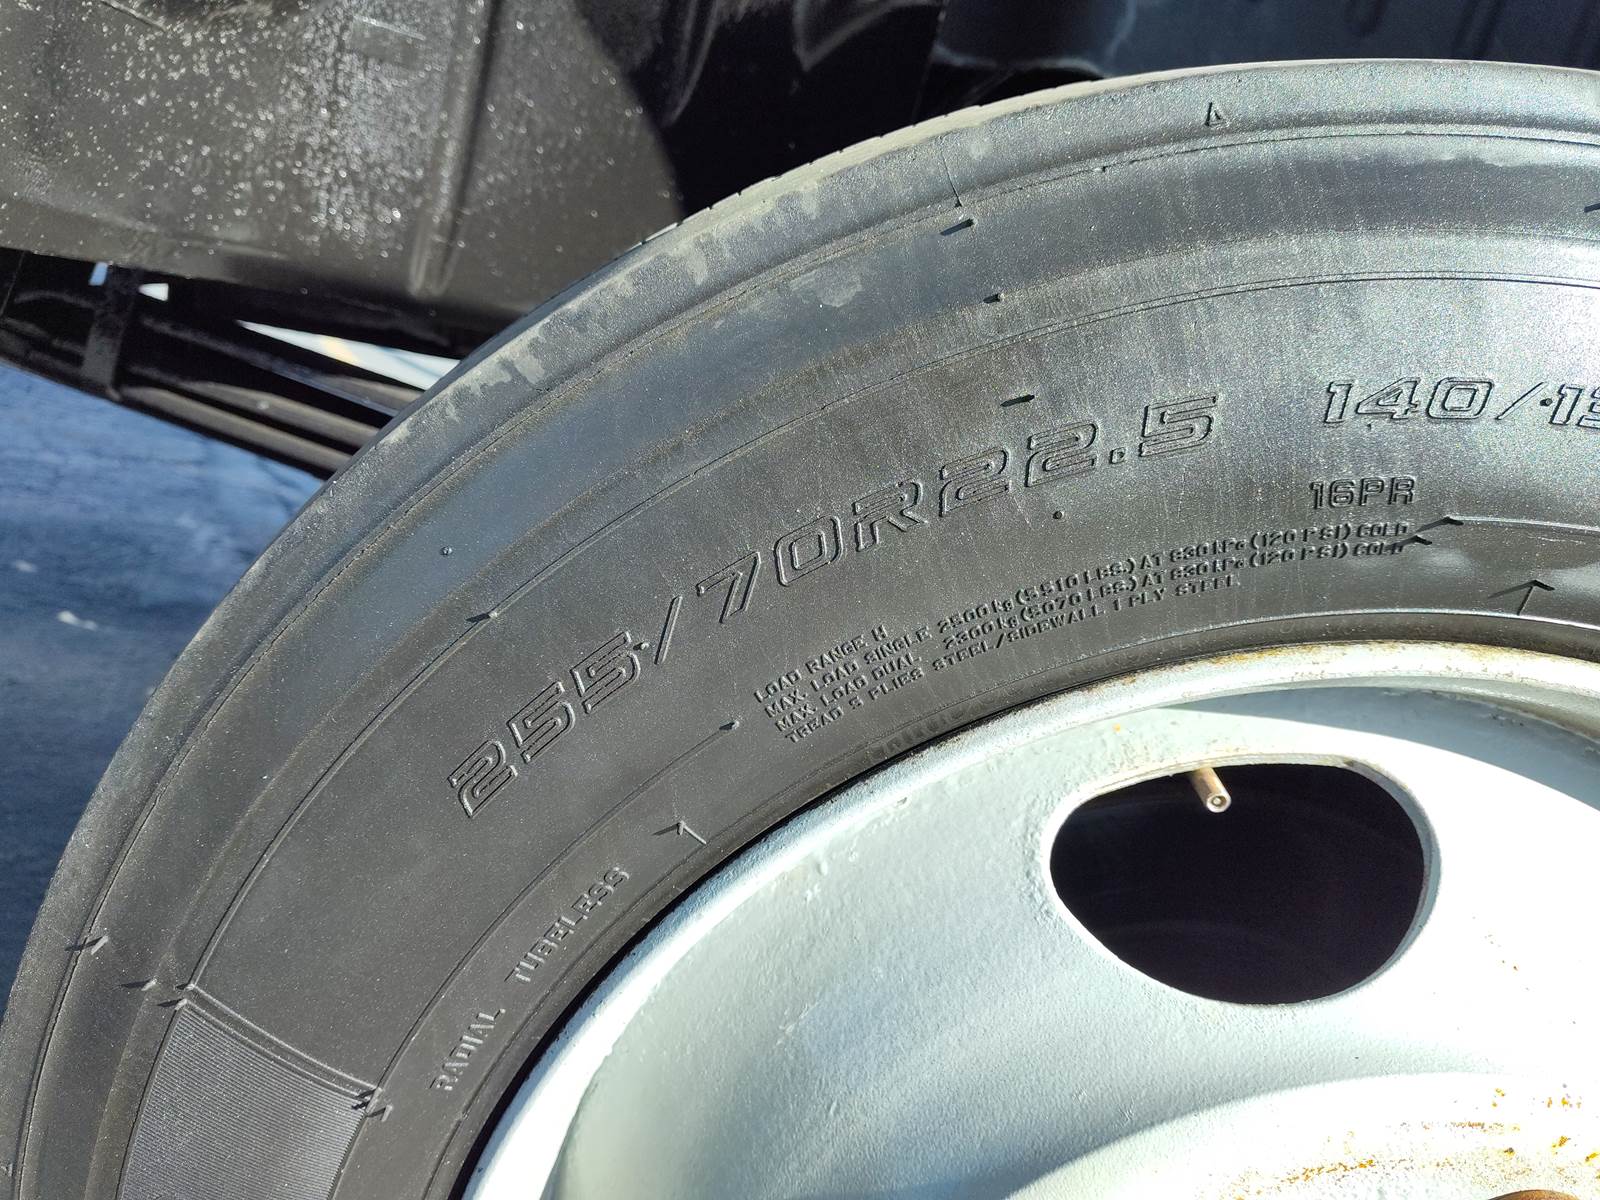 255/70R22.5
140/13
16PR
LOAD RANGE H
MAX. LOAD SINGLE 2500 kg (5510 LBS.) AT 830 kPa (120 PSI) COLD
MAX. LOAD DUAL 2300 kg (5070 LBS.) AT 830 kPa (120 PSI) COLD
TREAD 5 PLIES STEEL/SIDEWALL 1 PLY STEEL
RADIAL TUBELESS